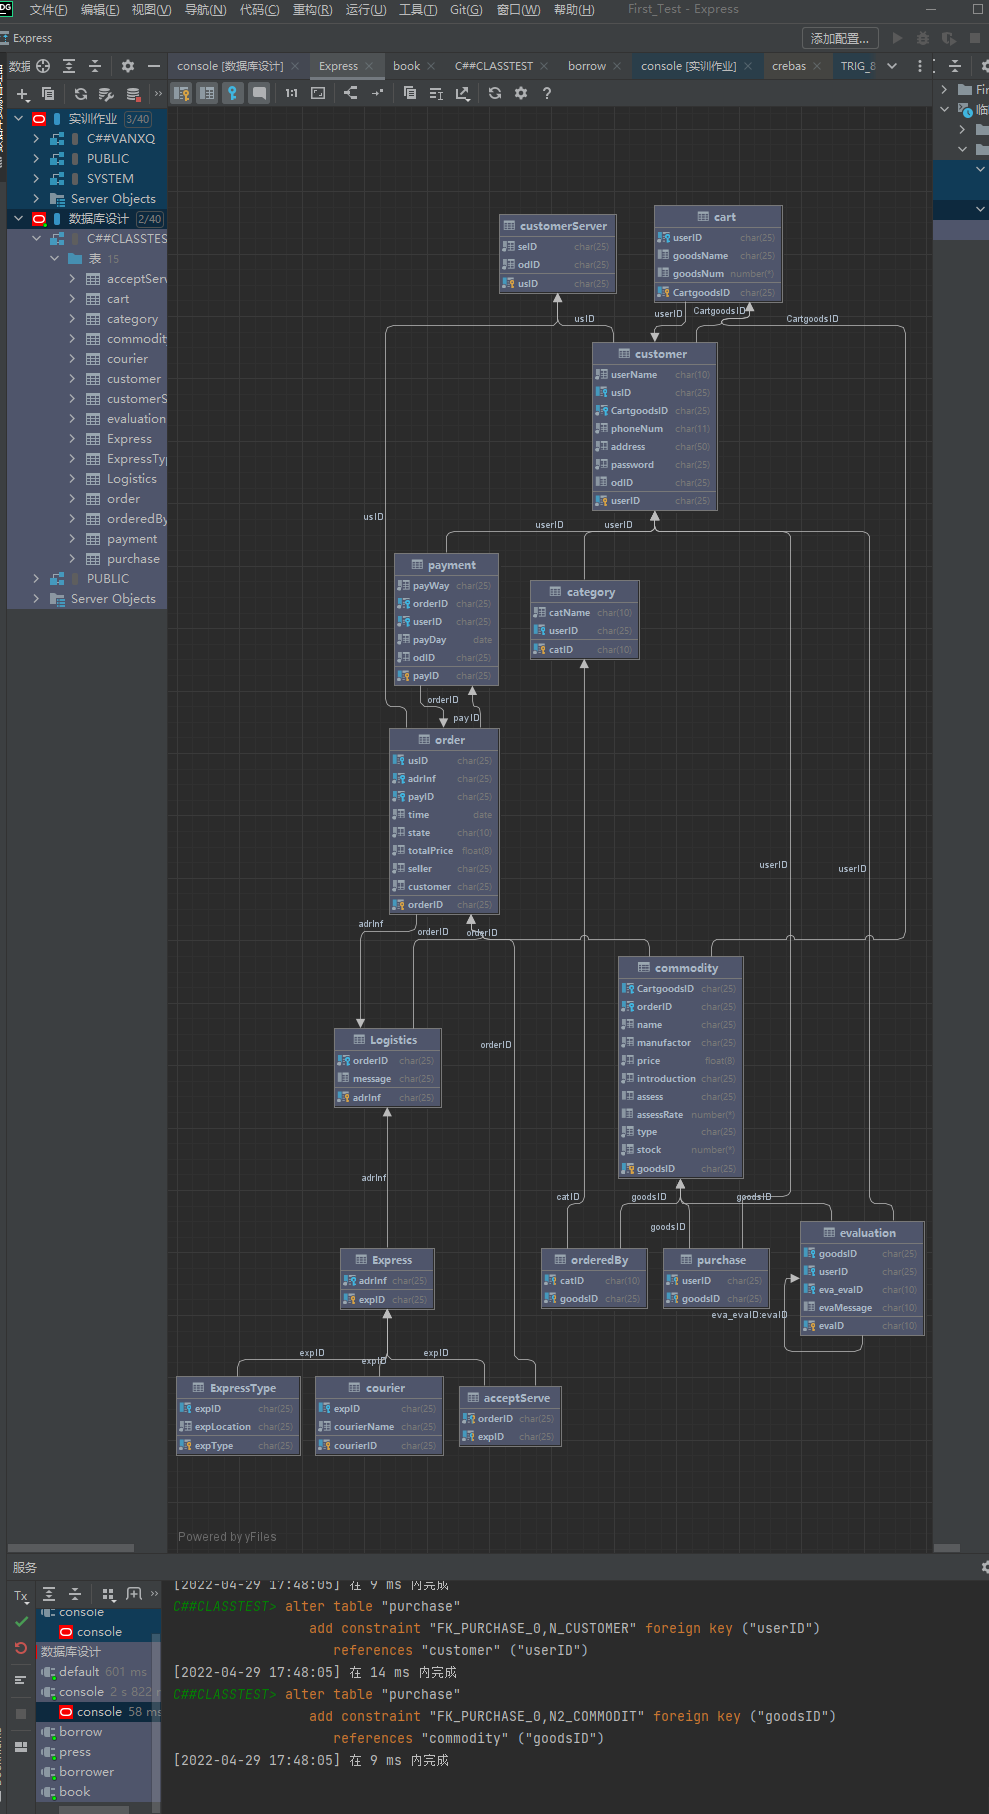 DG 文件(F) 编辑(E) 视图(V) 导航(N) 代码(C) 重构(R) 运行(U) 工具(T) Git(G) 窗口(W) 帮助(H) First_Test - Express
Express 添加配置...
数据 console [数据库设计] Express book C##CLASSTEST borrow console [实训作业] crebas TRIG_8
1:1 ?
实训作业 3/40
C##VANXQ
PUBLIC
SYSTEM
Server Objects
数据库设计 2/40
C##CLASSTES
表 15
acceptServ
cart
category
commodit
courier
customer
customerS
evaluation
Express
ExpressTy
Logistics
order
orderedBy
payment
purchase
PUBLIC
Server Objects
Fir
临
customerServer
seID char(25)
odID char(25)
usID char(25)
cart
userID char(25)
goodsName char(25)
goodsNum number(*)
CartgoodsID char(25)
usID
userID
CartgoodsID
CartgoodsID
customer
userName char(10)
usID char(25)
CartgoodsID char(25)
phoneNum char(11)
address char(50)
password char(25)
odID char(25)
userID char(25)
usID
userID
userID
payment
payWay char(25)
orderID char(25)
userID char(25)
payDay date
odID char(25)
payID char(25)
category
catName char(10)
userID char(25)
catID char(10)
orderID
payID
order
usID char(25)
adrInf char(25)
payID char(25)
time date
state char(10)
totalPrice float(8)
seller char(25)
customer char(25)
orderID char(25)
userID
userID
adrInf
orderID
orderID
commodity
CartgoodsID char(25)
orderID char(25)
name char(25)
manufactor char(25)
price float(8)
introduction char(25)
assess char(25)
assessRate number(*)
type char(25)
stock number(*)
goodsID char(25)
Logistics
orderID char(25)
message char(25)
adrInf char(25)
orderID
adrInf
catID
goodsID
goodsID
goodsID
evaluation
goodsID char(25)
userID char(25)
eva_evaID char(10)
evaMessage char(10)
evaID char(10)
Express
adrInf char(25)
expID char(25)
orderedBy
catID char(10)
goodsID char(25)
purchase
userID char(25)
goodsID char(25)
eva_evaID:evaID
expID
expID
expID
ExpressType
expID char(25)
expLocation char(25)
expType char(25)
courier
expID char(25)
courierName char(25)
courierID char(25)
acceptServe
orderID char(25)
expID char(25)
Powered by yFiles
服务
Tx
console
console
数据库设计
default 601 ms
console 2 s 822
console 58 ms
borrow
press
borrower
book
[2022-04-29 17:48:05] 在 9 ms 内完成
C##CLASSTEST> alter table "purchase"
add constraint "FK_PURCHASE_0,N_CUSTOMER" foreign key ("userID")
references "customer" ("userID")
[2022-04-29 17:48:05] 在 14 ms 内完成
C##CLASSTEST> alter table "purchase"
add constraint "FK_PURCHASE_0,N2_COMMODIT" foreign key ("goodsID")
references "commodity" ("goodsID")
[2022-04-29 17:48:05] 在 9 ms 内完成